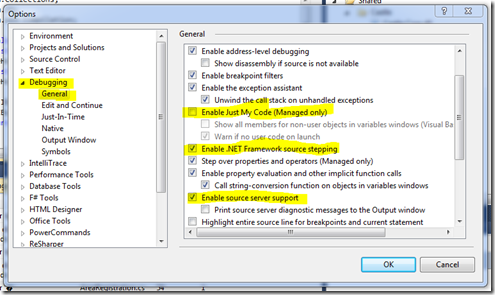 Shared
Options
Environment
Projects and Solutions
Source Control
Text Editor
Debugging
General
Edit and Continue
Just-In-Time
Native
Output Window
Symbols
IntelliTrace
Performance Tools
Database Tools
F# Tools
HTML Designer
Office Tools
PowerCommands
ReSharper
General
Enable address-level debugging
Show disassembly if source is not available
Enable breakpoint filters
Enable the exception assistant
Unwind the call stack on unhandled exceptions
Enable Just My Code (Managed only)
Show all members for non-user objects in variables windows (Visual Ba
Warn if no user code on launch
Enable .NET Framework source stepping
Step over properties and operators (Managed only)
Enable property evaluation and other implicit function calls
Call string-conversion function on objects in variables windows
Enable source server support
Print source server diagnostic messages to the Output window
Highlight entire source line for breakpoints and current statement
OK
Cancel
AreaRegistration.cs 54 1